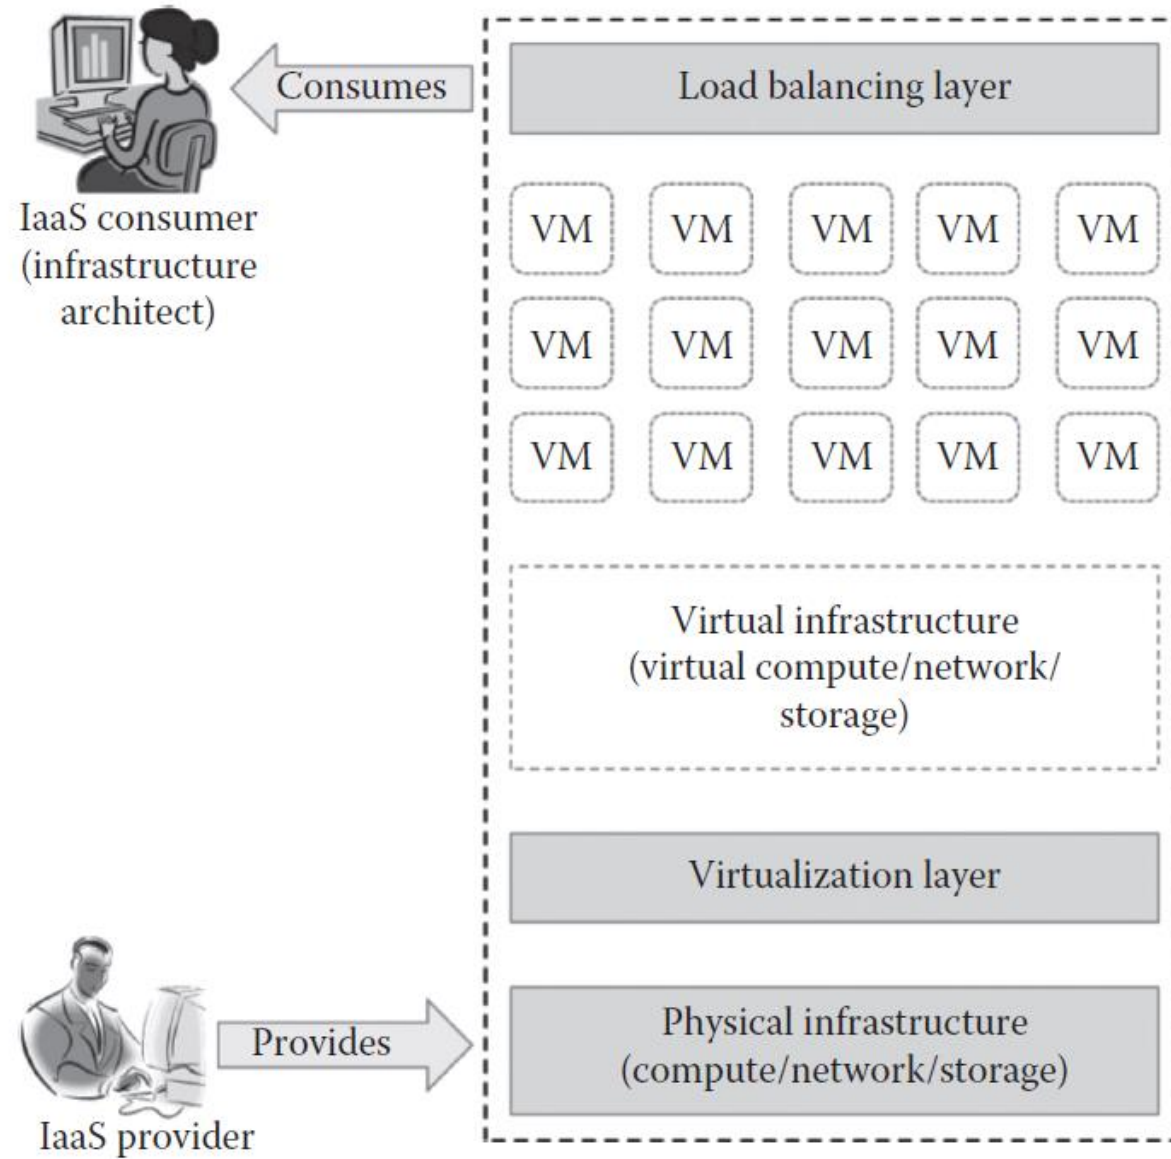 Consumes
Load balancing layer
IaaS consumer
(infrastructure
architect)
VM VM VM VM VM
VM VM VM VM VM
VM VM VM VM VM
Virtual infrastructure
(virtual compute/network/
storage)
Virtualization layer
Provides
Physical infrastructure
(compute/network/storage)
IaaS provider